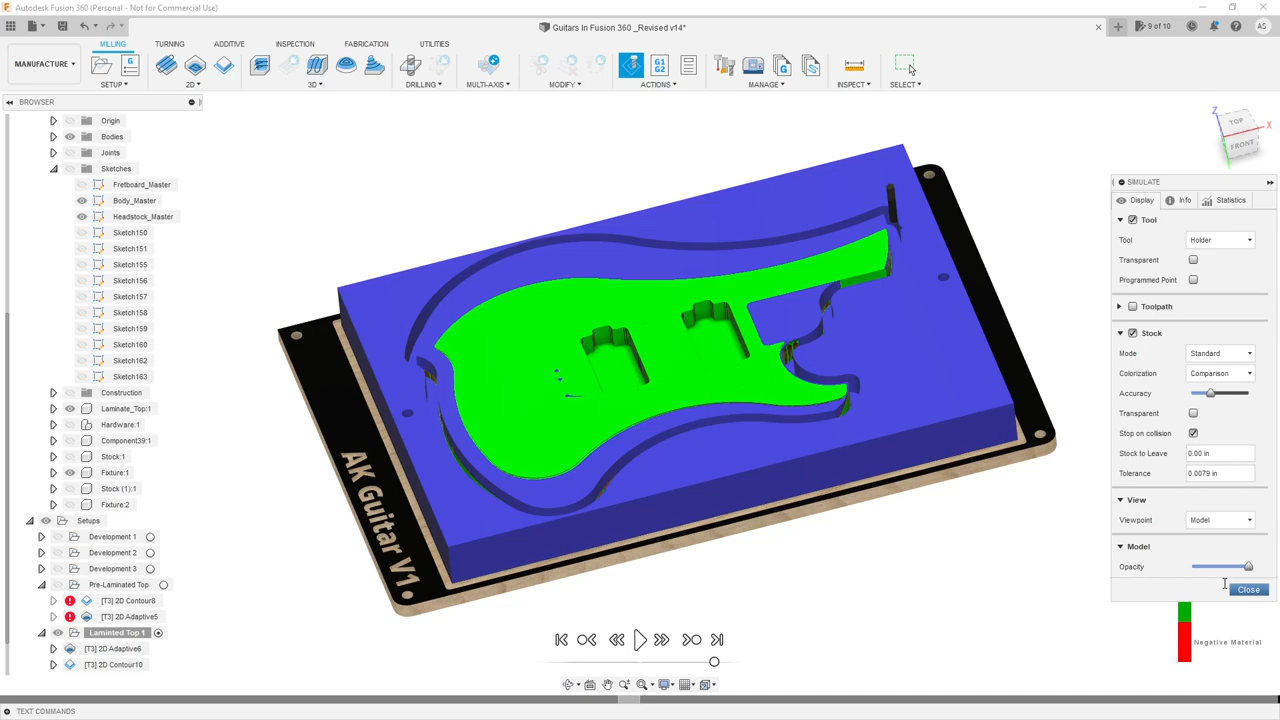 Autodesk Fusion 360 (Personal - Not for Commercial Use)
Guitars In Fusion 360 _Revised v14*
9 of 10
AS
MILLING
TURNING
ADDITIVE
INSPECTION
FABRICATION
UTILITIES
MANUFACTURE
G
G1
G2
G
SETUP
2D
3D
DRILLING
MULTI-AXIS
MODIFY
ACTIONS
MANAGE
INSPECT
SELECT
BROWSER
Origin
Bodies
Joints
Sketches
Fretboard_Master
Body_Master
Headstock_Master
Sketch150
Sketch151
Sketch155
Sketch156
Sketch157
Sketch158
Sketch159
Sketch160
Sketch162
Sketch163
Construction
Laminate_Top:1
Hardware:1
Component39:1
Stock:1
Fixture:1
Stock (1):1
Fixture:2
Setups
Development 1
Development 2
Development 3
Pre-Laminated Top
[T3] 2D Contour8
[T3] 2D Adaptive5
Laminted Top 1
[T3] 2D Adaptive6
[T3] 2D Contour10
AK Guitar V1
Z
X
TOP
FRONT
SIMULATE
Display
Info
Statistics
Tool
Tool
Holder
Transparent
Programmed Point
Toolpath
Stock
Mode
Standard
Colorization
Comparison
Accuracy
Transparent
Stop on collision
Stock to Leave
0.00 in
Tolerance
0.0079 in
View
Viewpoint
Model
Model
Opacity
Close
Negative Material
TEXT COMMANDS